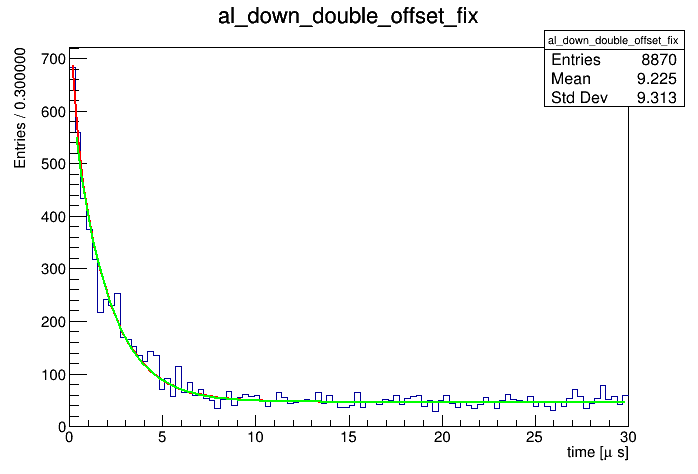 al_down_double_offset_fix
al_down_double_offset_fix
Entries 8870
Mean 9.225
Std Dev 9.313
Entries / 0.300000
700
600
500
400
300
200
100
0
0 5 10 15 20 25 30
time [μ s]